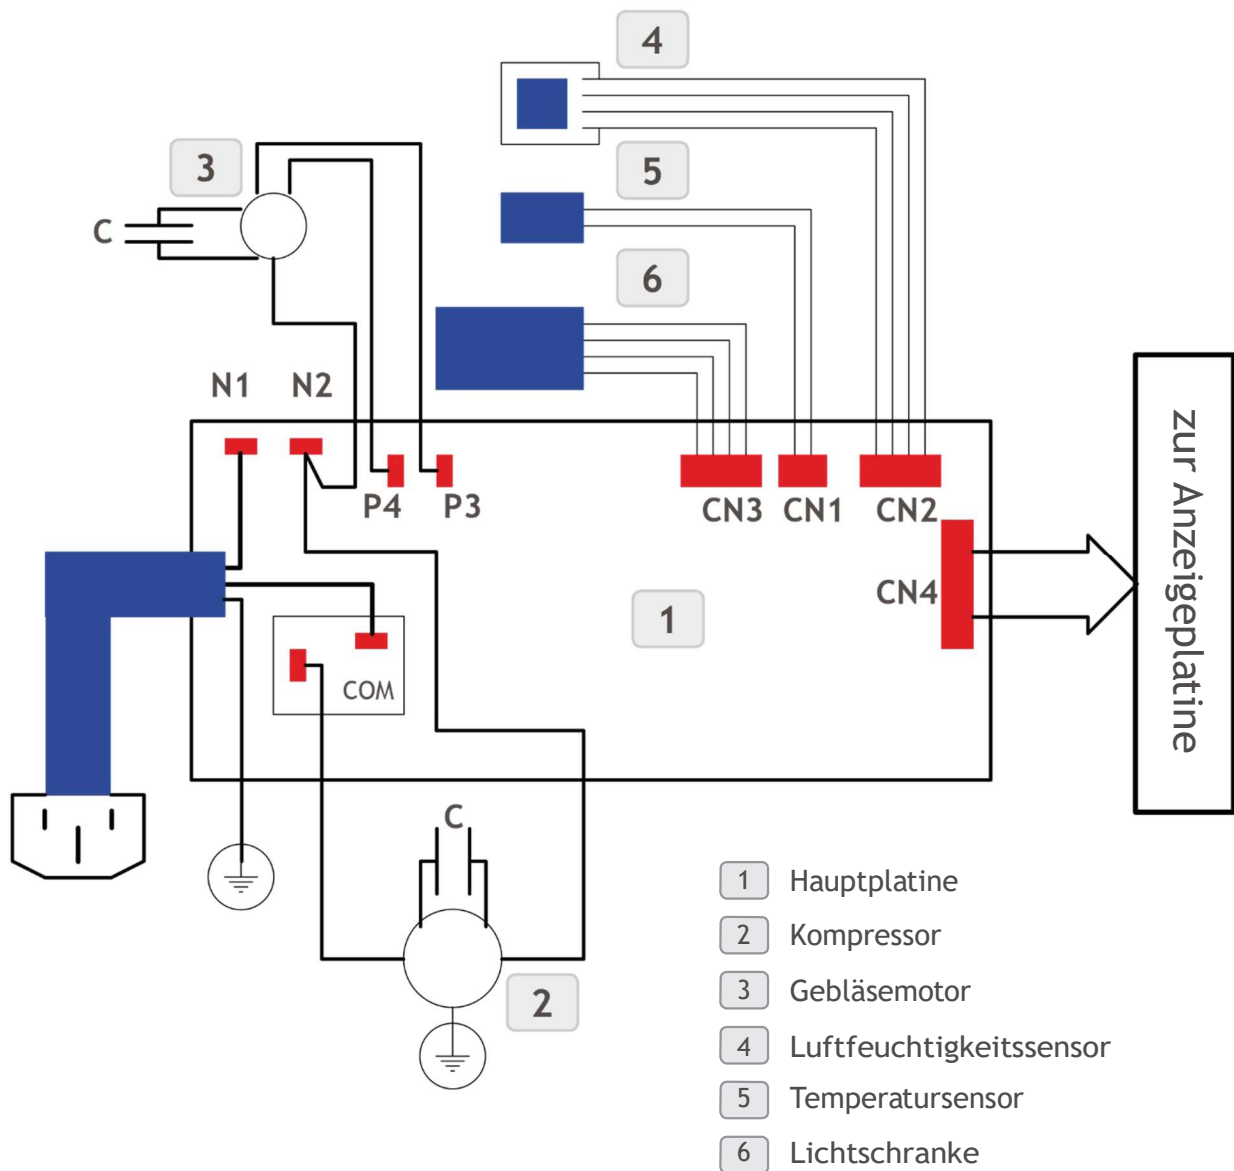 4
3
5
C
6
N1 N2
P4 P3
CN3 CN1 CN2
CN4
1
COM
zur Anzeigeplatine
C
2
1 Hauptplatine
2 Kompressor
3 Gebläsemotor
4 Luftfeuchtigkeitssensor
5 Temperatursensor
6 Lichtschranke